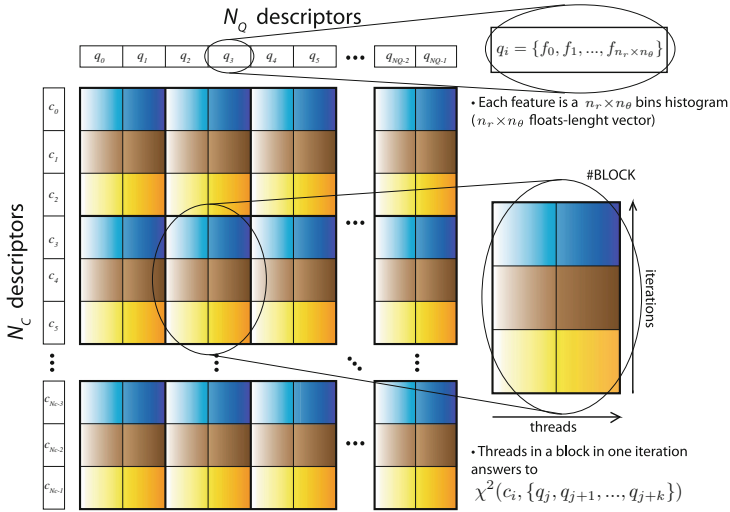 N_Q descriptors
q_0 q_1 q_2 q_3 q_4 q_5 ••• q_{NQ-2} q_{NQ-1}
q_i = {f_0, f_1, ..., f_{n_r×n_θ}}
• Each feature is a n_r×n_θ bins histogram
(n_r×n_θ floats-lenght vector)
N_C descriptors
c_0
c_1
c_2
c_3
c_4
c_5
c_{Nc-3}
c_{Nc-2}
c_{Nc-1}
#BLOCK
iterations
threads
• Threads in a block in one iteration
answers to
χ^2(c_i, {q_j, q_{j+1}, ..., q_{j+k}})